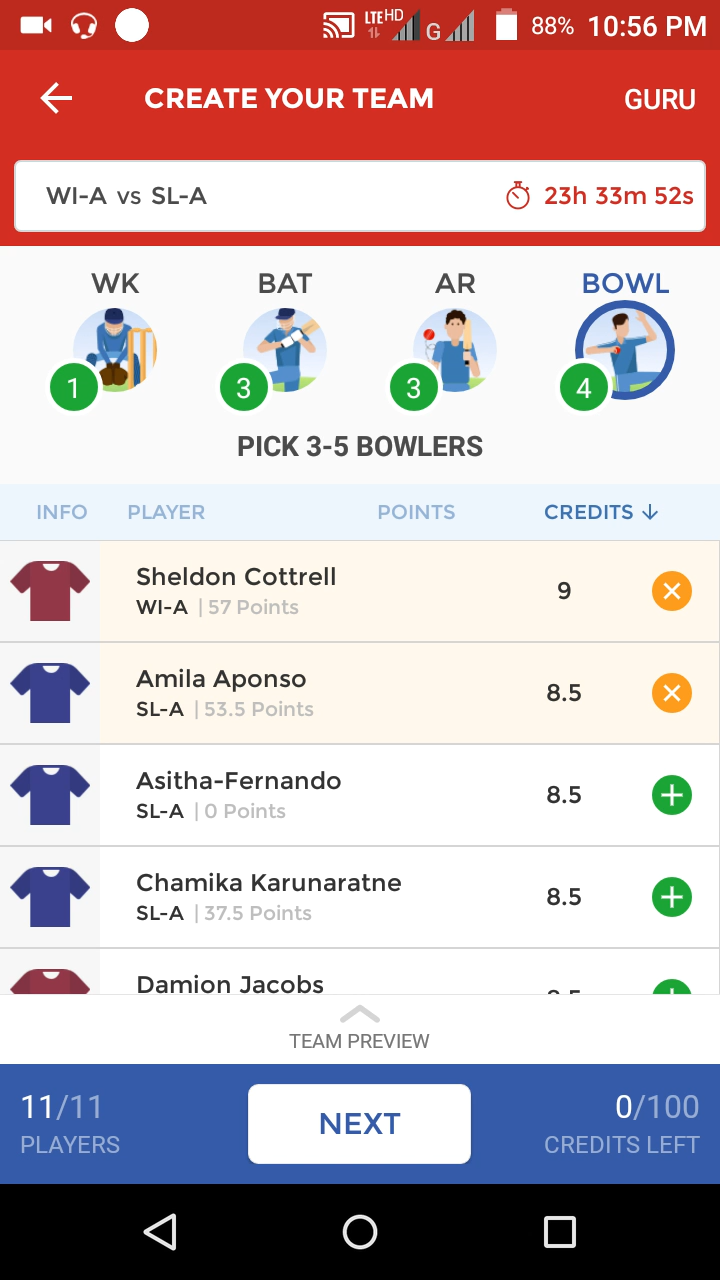 LTE HD G 88% 10:56 PM
CREATE YOUR TEAM GURU
WI-A vs SL-A 23h 33m 52s
WK BAT AR BOWL
1 3 3 4
PICK 3-5 BOWLERS
INFO PLAYER POINTS CREDITS
Sheldon Cottrell
WI-A | 57 Points 9
Amila Aponso
SL-A | 53.5 Points 8.5
Asitha-Fernando
SL-A | 0 Points 8.5
Chamika Karunaratne
SL-A | 37.5 Points 8.5
Damion Jacobs
TEAM PREVIEW
11/11 NEXT 0/100
PLAYERS CREDITS LEFT